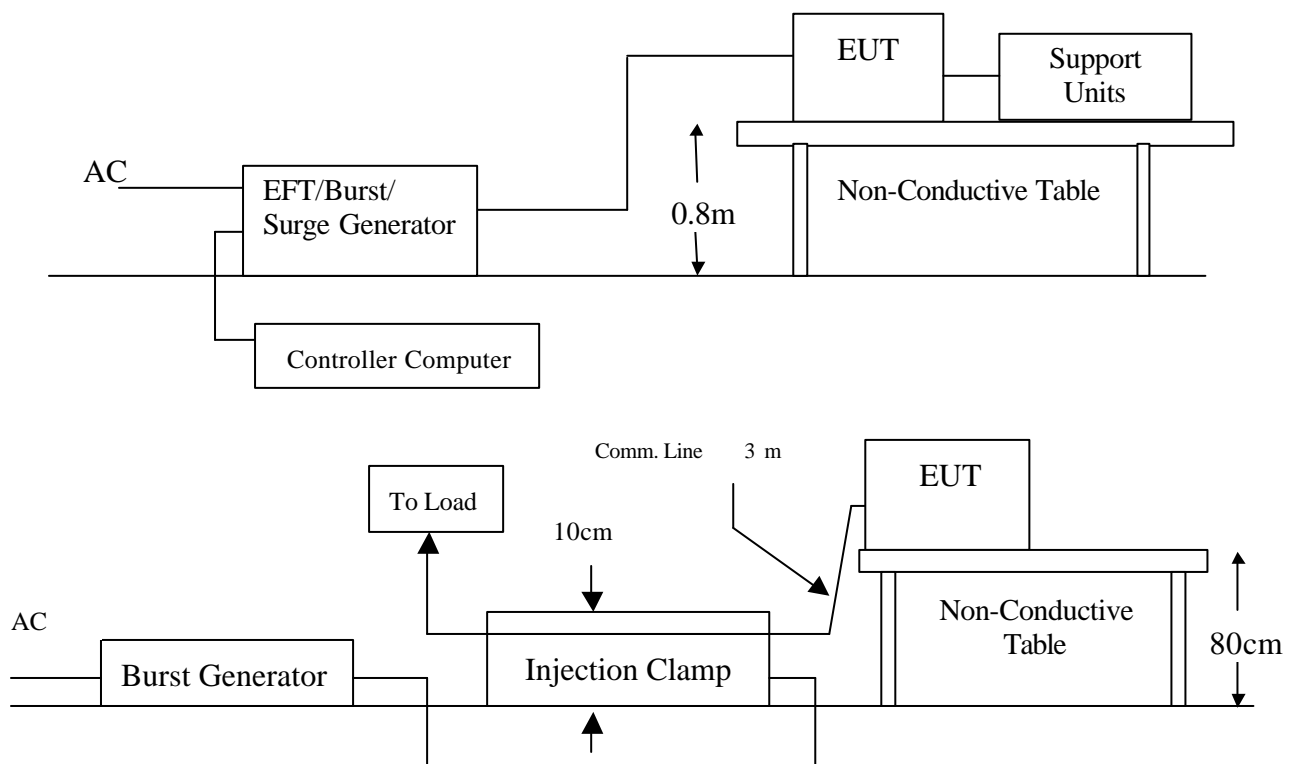 EUT
Support
Units
AC
EFT/Burst/
Surge Generator
Non-Conductive Table
0.8m
Controller Computer
Comm. Line 3 m
EUT
To Load
10cm
AC
Burst Generator
Injection Clamp
Non-Conductive
Table
80cm